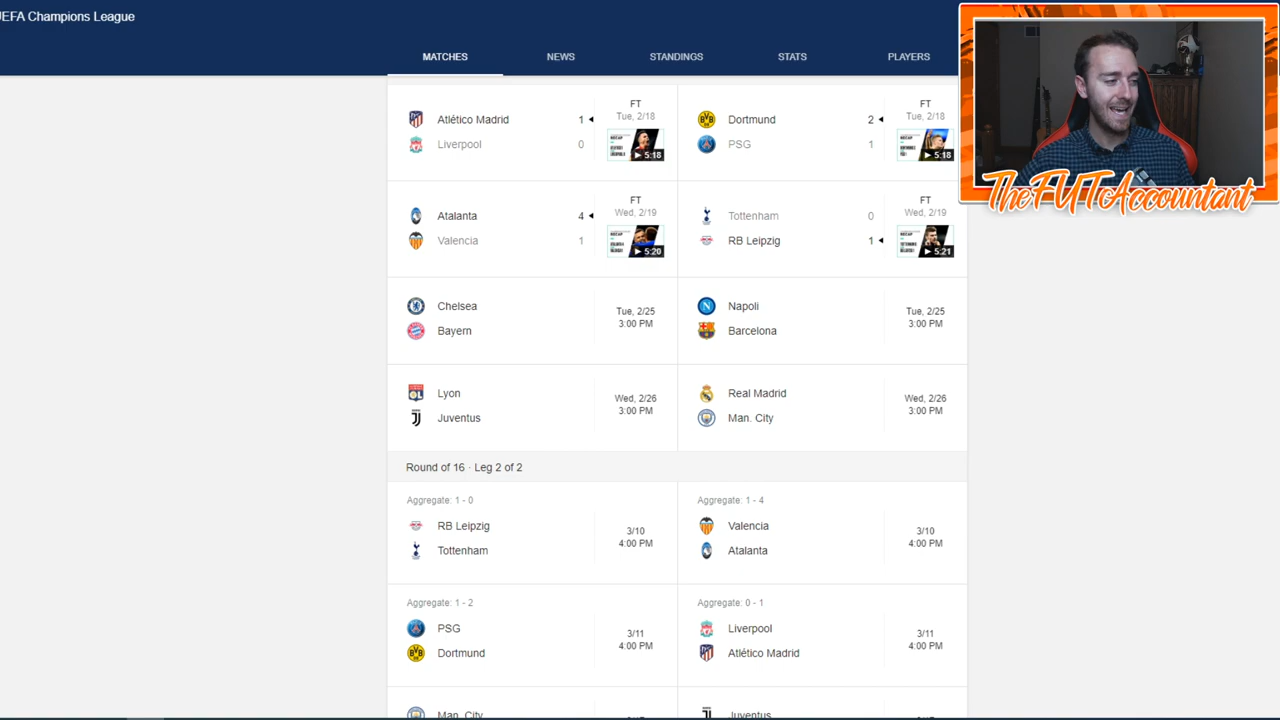 UEFA Champions League
MATCHES
NEWS
STANDINGS
STATS
PLAYERS
Atlético Madrid 1
Liverpool 0
FT
Tue, 2/18
5:18
Dortmund 2
PSG 1
FT
Tue, 2/18
5:18
Atalanta 4
Valencia 1
FT
Wed, 2/19
5:20
Tottenham 0
RB Leipzig 1
FT
Wed, 2/19
5:21
Chelsea
Bayern
Tue, 2/25
3:00 PM
Napoli
Barcelona
Tue, 2/25
3:00 PM
Lyon
Juventus
Wed, 2/26
3:00 PM
Real Madrid
Man. City
Wed, 2/26
3:00 PM
Round of 16 · Leg 2 of 2
Aggregate: 1 - 0
RB Leipzig
Tottenham
3/10
4:00 PM
Aggregate: 1 - 4
Valencia
Atalanta
3/10
4:00 PM
Aggregate: 1 - 2
PSG
Dortmund
3/11
4:00 PM
Aggregate: 0 - 1
Liverpool
Atlético Madrid
3/11
4:00 PM
Man. City
Juventus
TheFUTAccountant